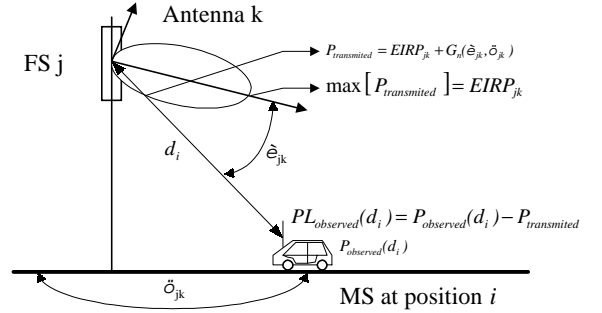 Antenna k
FS j
P_transmited = EIRP_jk + G_n(è_jk, ö_jk)
max[P_transmited] = EIRP_jk
d_i
è_jk
PL_observed(d_i) = P_observed(d_i) − P_transmited
P_observed(d_i)
ö_jk
MS at position i